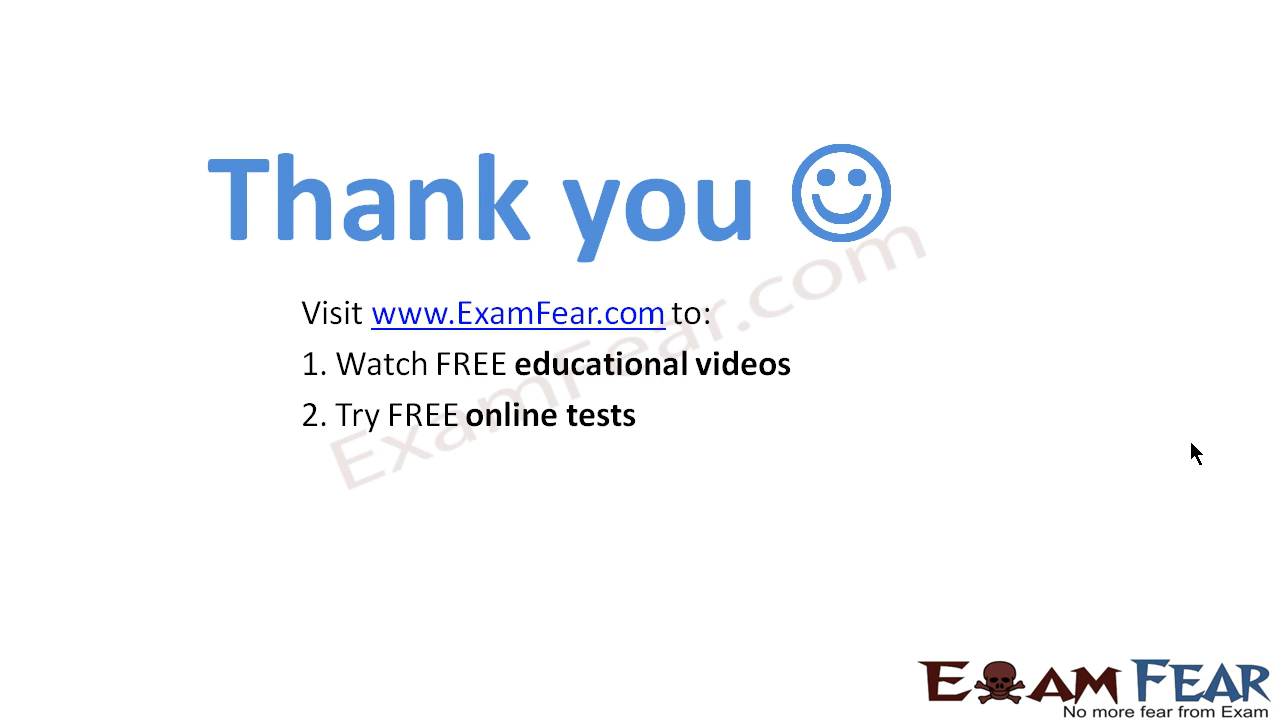 Thank you ☺
Visit www.ExamFear.com to:
1. Watch FREE educational videos
2. Try FREE online tests
ExamFear.com
EXAM FEAR
No more fear from Exam